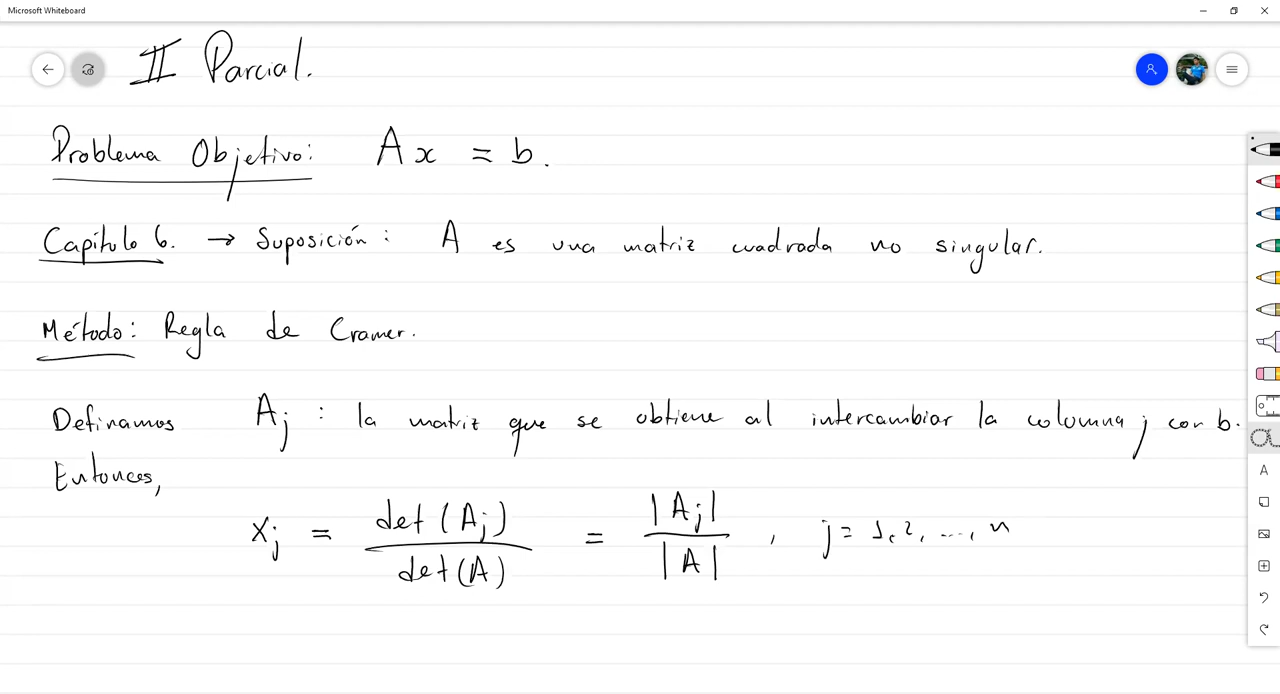 Microsoft Whiteboard
II Parcial.
Problema Objetivo: Ax = b.
Capítulo 6. → Suposición: A es una matriz cuadrada no singular.
Método: Regla de Cramer.
Definamos Aj : la matriz que se obtiene al intercambiar la columna j con b.
Entonces,
xj = det(Aj) / det(A) = |Aj| / |A| , j = 1, 2, ..., n
A